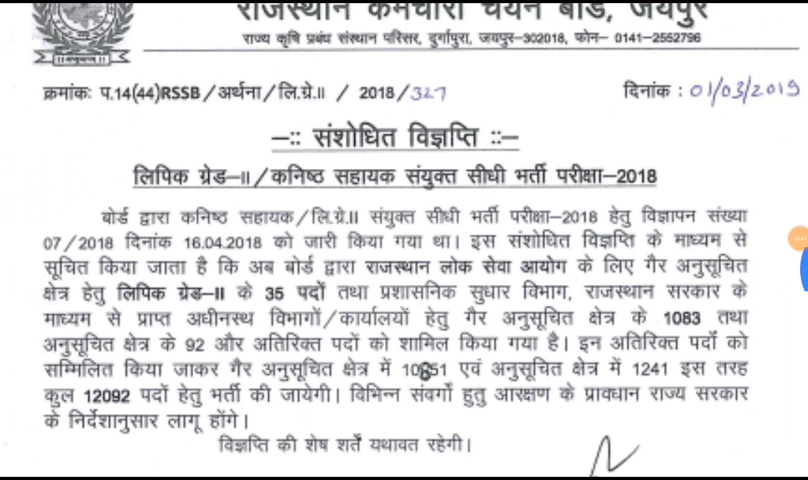 राजस्थान कर्मचारी चयन बोर्ड, जयपुर
राज्य कृषि प्रबंध संस्थान परिसर, दुर्गापुरा, जयपुर–302018, फोन– 0141–2552796
क्रमांकः प.14(44)RSSB/अर्थना/लि.ग्रे.II / 2018/327 दिनांक : 01/03/2019
–:: संशोधित विज्ञप्ति ::–
लिपिक ग्रेड–II/कनिष्ठ सहायक संयुक्त सीधी भर्ती परीक्षा–2018
बोर्ड द्वारा कनिष्ठ सहायक/लि.ग्रे.II संयुक्त सीधी भर्ती परीक्षा–2018 हेतु विज्ञापन संख्या
07/2018 दिनांक 16.04.2018 को जारी किया गया था। इस संशोधित विज्ञप्ति के माध्यम से
सूचित किया जाता है कि अब बोर्ड द्वारा राजस्थान लोक सेवा आयोग के लिए गैर अनुसूचित
क्षेत्र हेतु लिपिक ग्रेड–II के 35 पदों तथा प्रशासनिक सुधार विभाग, राजस्थान सरकार के
माध्यम से प्राप्त अधीनस्थ विभागों/कार्यालयों हेतु गैर अनुसूचित क्षेत्र के 1083 तथा
अनुसूचित क्षेत्र के 92 और अतिरिक्त पदों को शामिल किया गया है। इन अतिरिक्त पदों को
सम्मिलित किया जाकर गैर अनुसूचित क्षेत्र में 10851 एवं अनुसूचित क्षेत्र में 1241 इस तरह
कुल 12092 पदों हेतु भर्ती की जायेगी। विभिन्न संवर्गो हुतु आरक्षण के प्रावधान राज्य सरकार
के निर्देशानुसार लागू होंगे।
विज्ञप्ति की शेष शर्ते यथावत रहेगी।